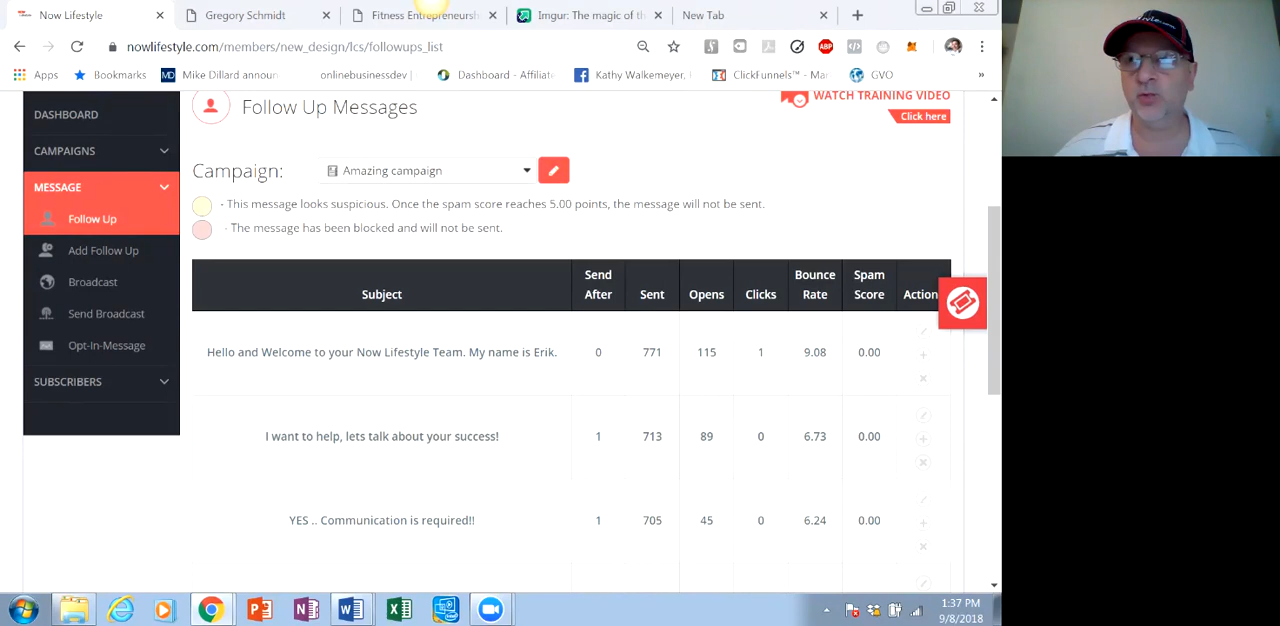 Now Lifestyle
Gregory Schmidt
Fitness Entrepreneursh
Imgur: The magic of th
New Tab
nowlifestyle.com/members/new_design/lcs/followups_list
ABP
Apps
Bookmarks
MD
Mike Dillard announ
onlinebusinessdev
Dashboard - Affiliate
Kathy Walkemeyer,
ClickFunnels™ - Mar
GVO
»
DASHBOARD
CAMPAIGNS
MESSAGE
Follow Up
Add Follow Up
Broadcast
Send Broadcast
Opt-In-Message
SUBSCRIBERS
Follow Up Messages
WATCH TRAINING VIDEO
Click here
Campaign:
Amazing campaign
- This message looks suspicious. Once the spam score reaches 5.00 points, the message will not be sent.
- The message has been blocked and will not be sent.
Subject Send After Sent Opens Clicks Bounce Rate Spam Score Action
Hello and Welcome to your Now Lifestyle Team. My name is Erik. 0 771 115 1 9.08 0.00
I want to help, lets talk about your success! 1 713 89 0 6.73 0.00
YES .. Communication is required!! 1 705 45 0 6.24 0.00
1:37 PM
9/8/2018